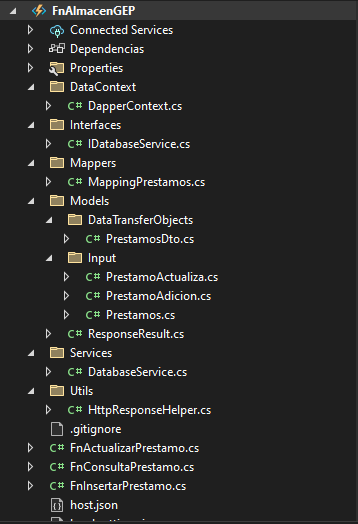 FnAlmacenGEP
Connected Services
Dependencias
Properties
DataContext
C# DapperContext.cs
Interfaces
C# IDatabaseService.cs
Mappers
C# MappingPrestamos.cs
Models
DataTransferObjects
C# PrestamosDto.cs
Input
C# PrestamoActualiza.cs
C# PrestamoAdicion.cs
C# Prestamos.cs
C# ResponseResult.cs
Services
C# DatabaseService.cs
Utils
C# HttpResponseHelper.cs
.gitignore
C# FnActualizarPrestamo.cs
C# FnConsultaPrestamo.cs
C# FnInsertarPrestamo.cs
host.json